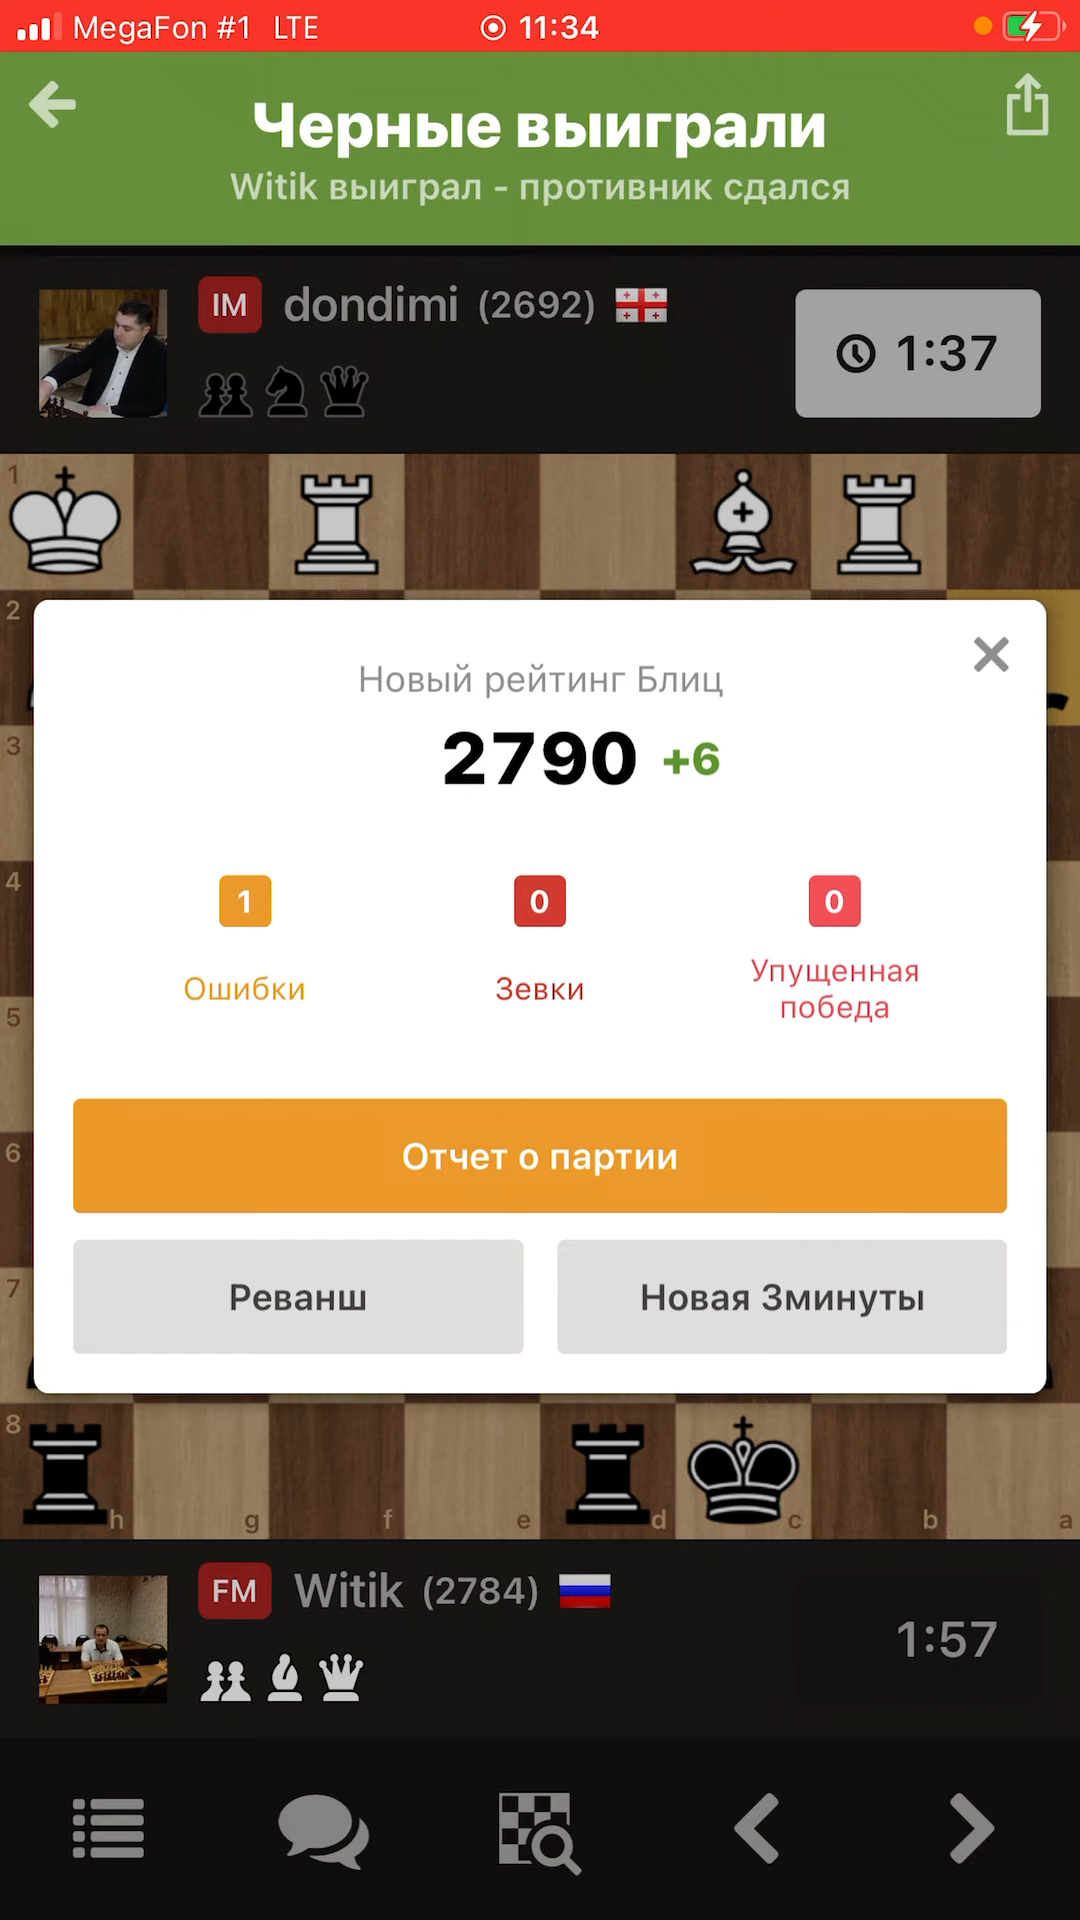 MegaFon #1 LTE 11:34
Черные выиграли
Witik выиграл - противник сдался
IM dondimi (2692)
1:37
1
2
3
4
5
6
7
8
Новый рейтинг Блиц
2790 +6
1 0 0
Ошибки Зевки Упущенная победа
Отчет о партии
Реванш Новая 3минуты
h g f e d c b a
FM Witik (2784)
1:57